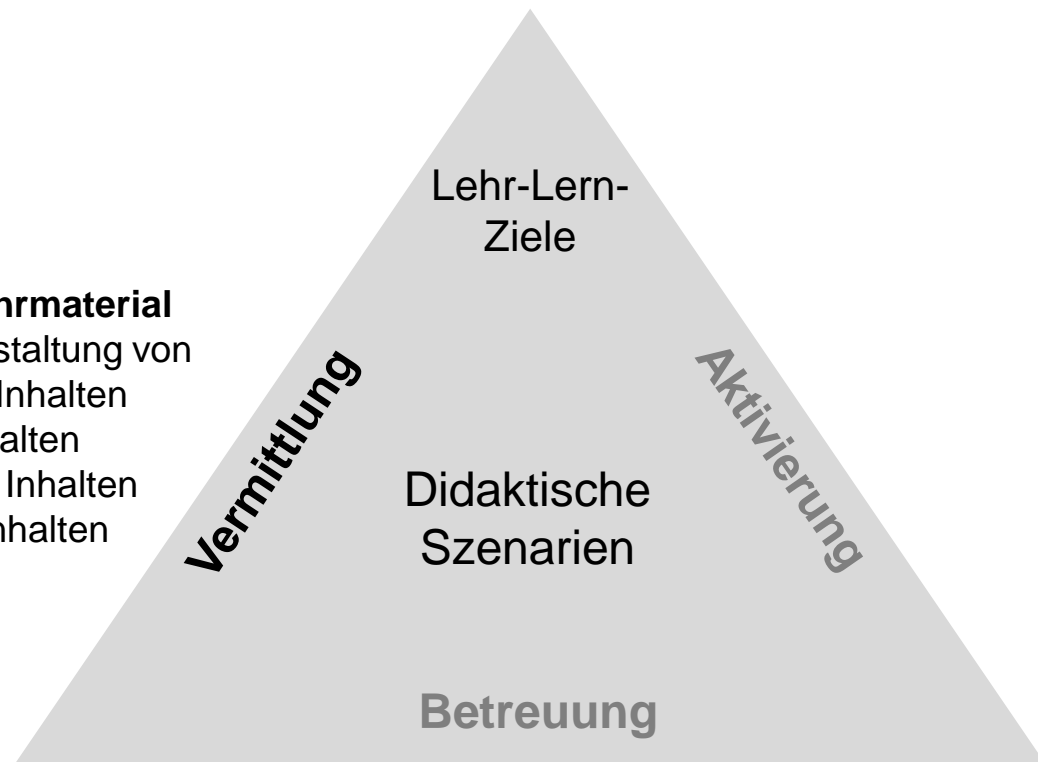 Lehr-Lern-
Ziele
hrmaterial
staltung von
Inhalten
alten
Inhalten
nhalten
Vermittlung
Aktivierung
Didaktische
Szenarien
Betreuung